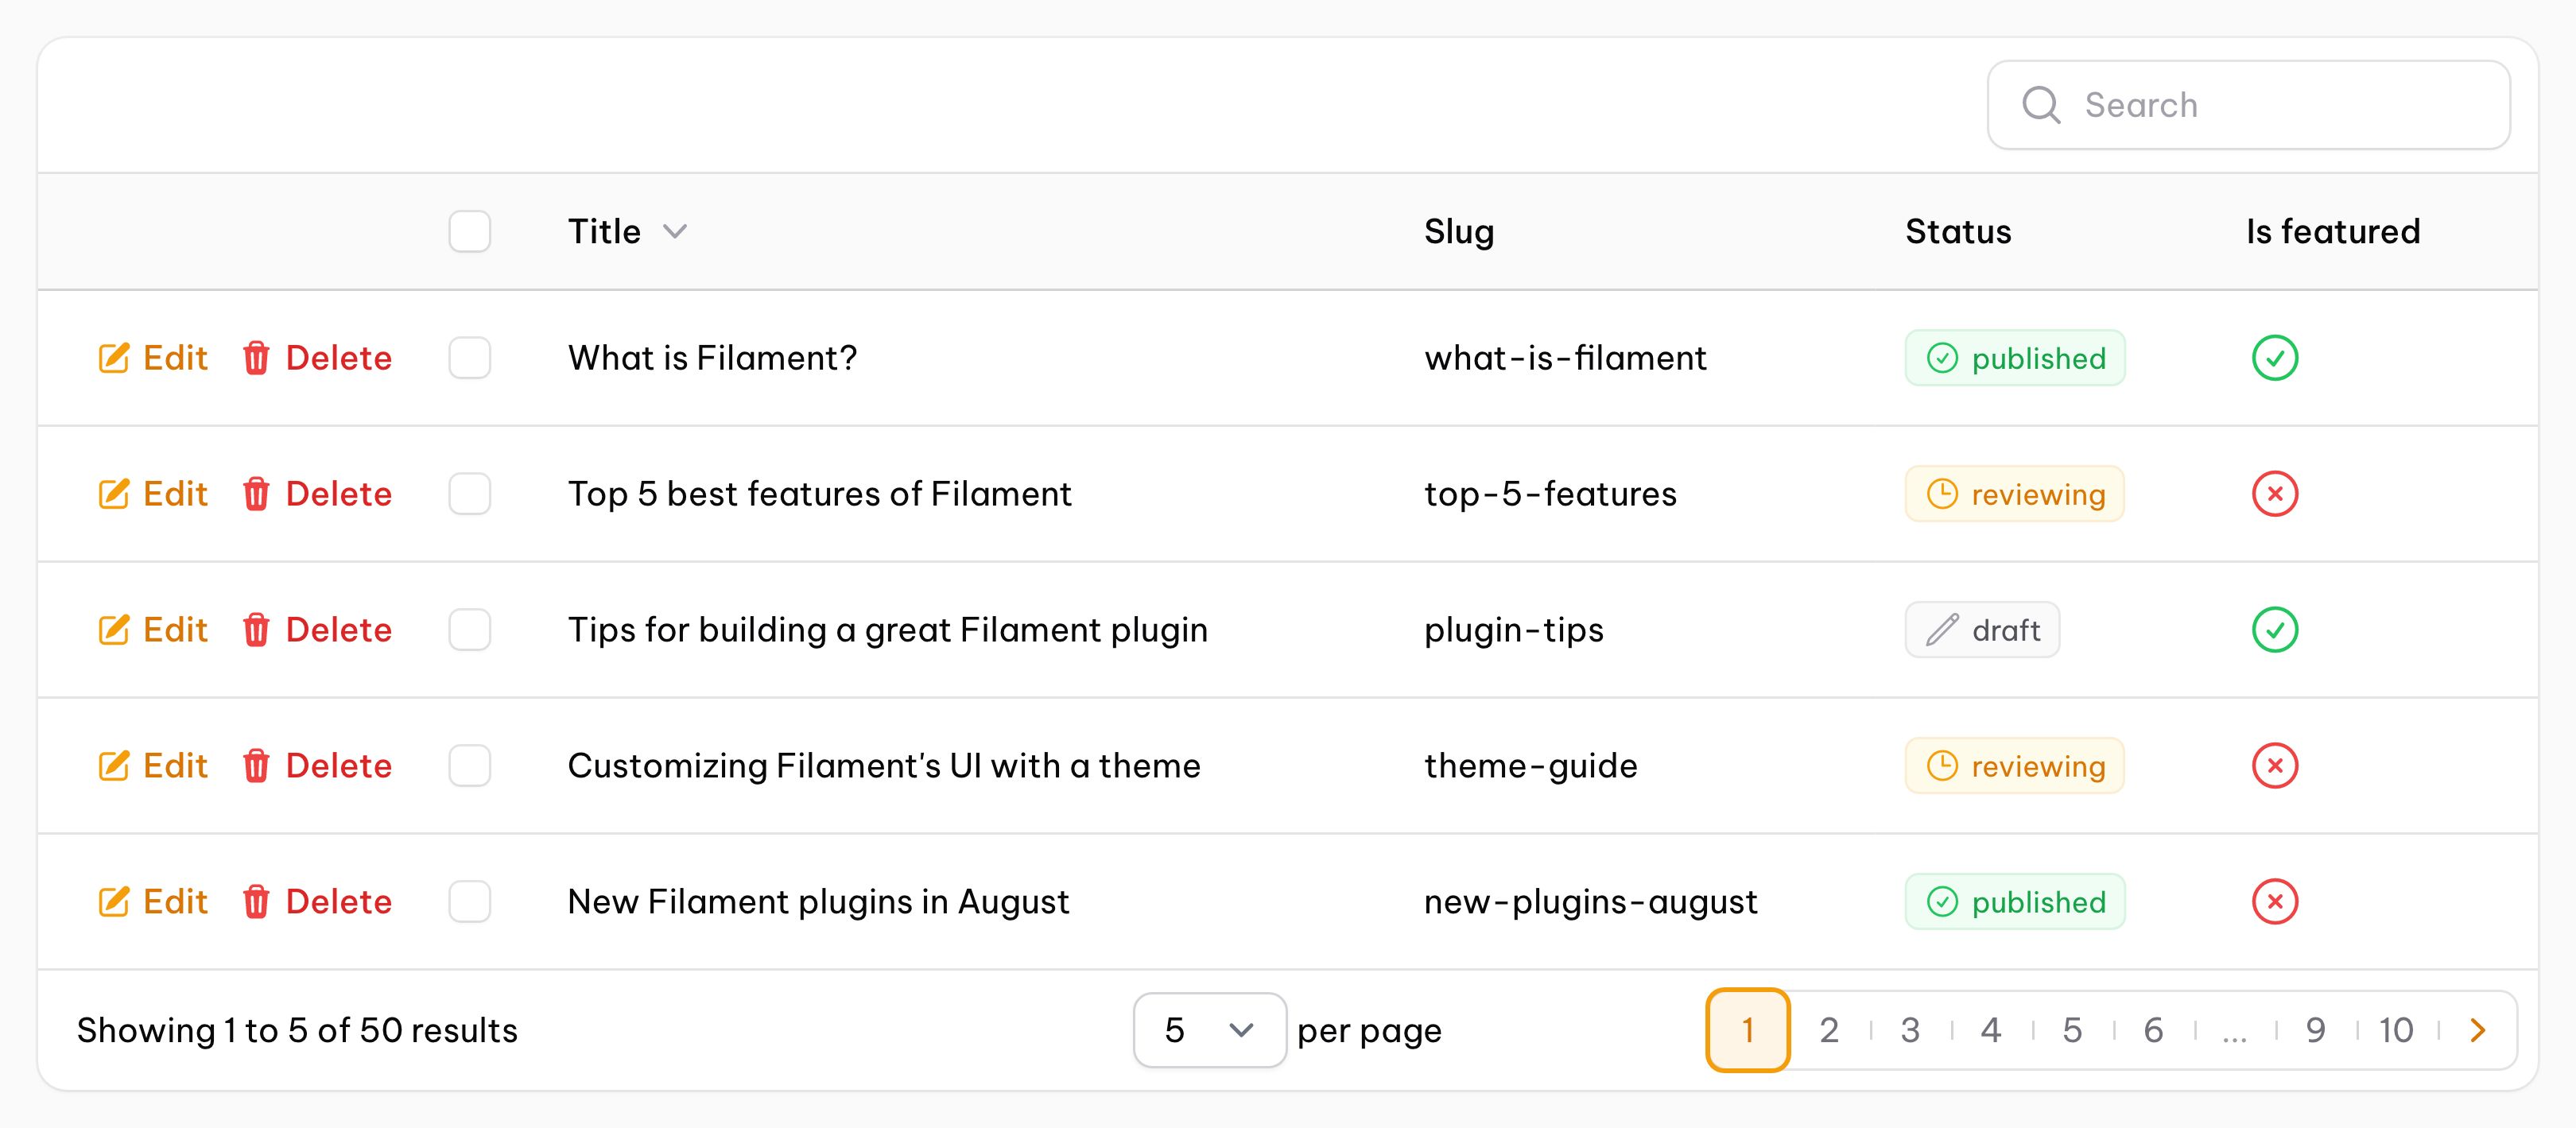 Search
Title Slug Status Is featured
Edit Delete What is Filament? what-is-filament published
Edit Delete Top 5 best features of Filament top-5-features reviewing
Edit Delete Tips for building a great Filament plugin plugin-tips draft
Edit Delete Customizing Filament's UI with a theme theme-guide reviewing
Edit Delete New Filament plugins in August new-plugins-august published
Showing 1 to 5 of 50 results 5 per page 1 2 3 4 5 6 ... 9 10